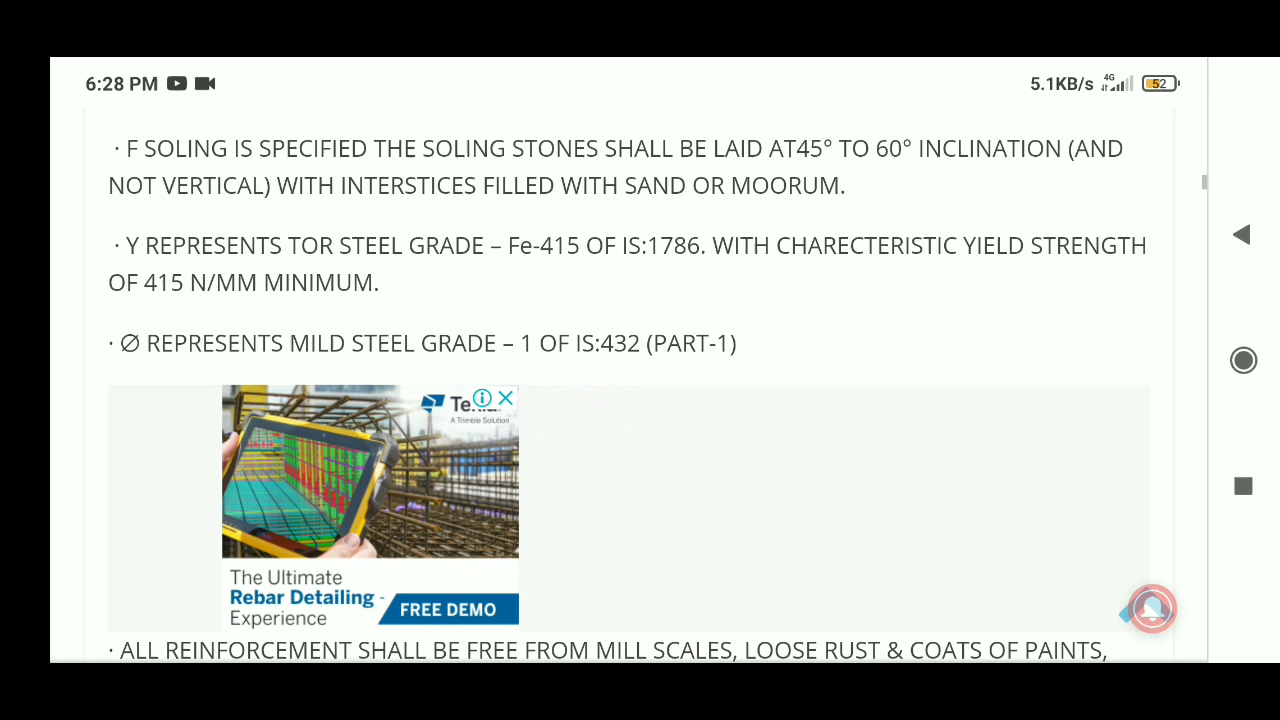 6:28 PM
5.1KB/s 4G 52
· F SOLING IS SPECIFIED THE SOLING STONES SHALL BE LAID AT45° TO 60° INCLINATION (AND
NOT VERTICAL) WITH INTERSTICES FILLED WITH SAND OR MOORUM.
· Y REPRESENTS TOR STEEL GRADE – Fe-415 OF IS:1786. WITH CHARECTERISTIC YIELD STRENGTH
OF 415 N/MM MINIMUM.
· ∅ REPRESENTS MILD STEEL GRADE – 1 OF IS:432 (PART-1)
A Trimble Solution
The Ultimate
Rebar Detailing -
Experience
FREE DEMO
· ALL REINFORCEMENT SHALL BE FREE FROM MILL SCALES, LOOSE RUST & COATS OF PAINTS,